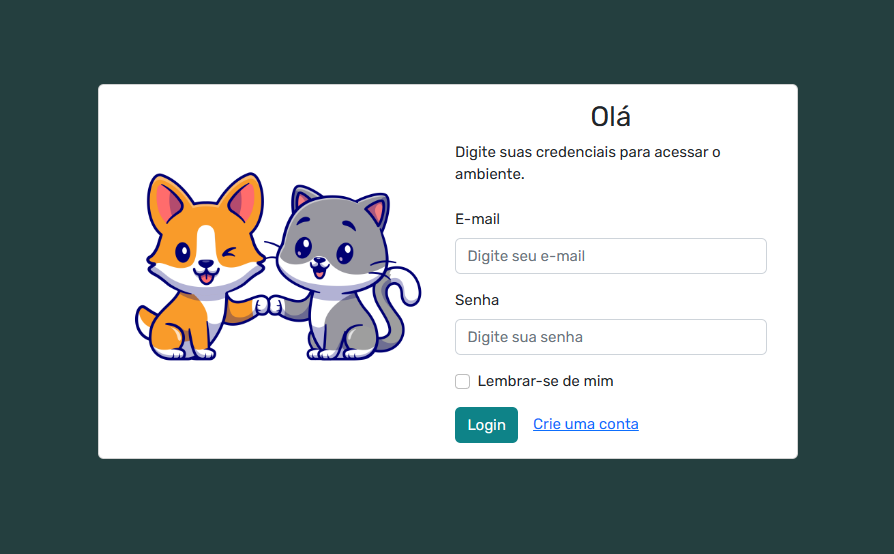 Olá
Digite suas credenciais para acessar o
ambiente.
E-mail
Digite seu e-mail
Senha
Digite sua senha
Lembrar-se de mim
Login
Crie uma conta